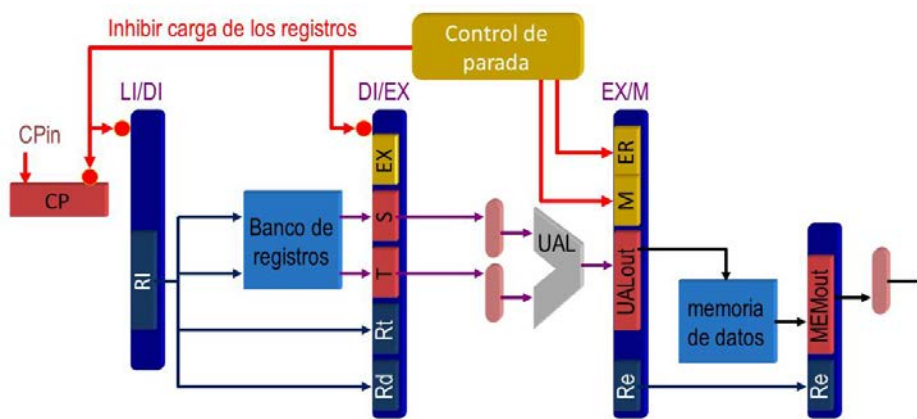 Inhibir carga de los registros
Control de
parada
LI/DI
DI/EX
EX/M
CPin
CP
RI
Banco de
registros
EX
S
T
Rt
Rd
UAL
ER
M
UALout
Re
memoria
de datos
MEMout
Re